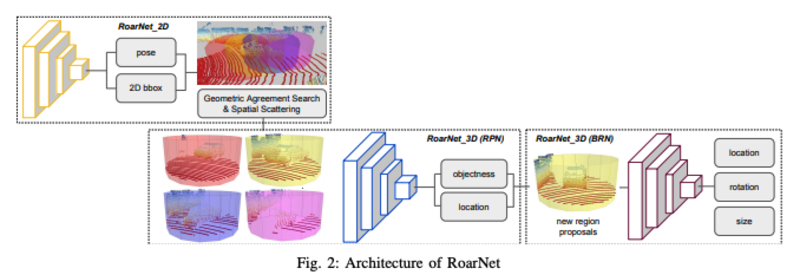 RoarNet_2D
pose
2D bbox
Geometric Agreement Search
& Spatial Scattering
RoarNet_3D (RPN)
objectness
location
RoarNet_3D (BRN)
new region
proposals
location
rotation
size
Fig. 2: Architecture of RoarNet